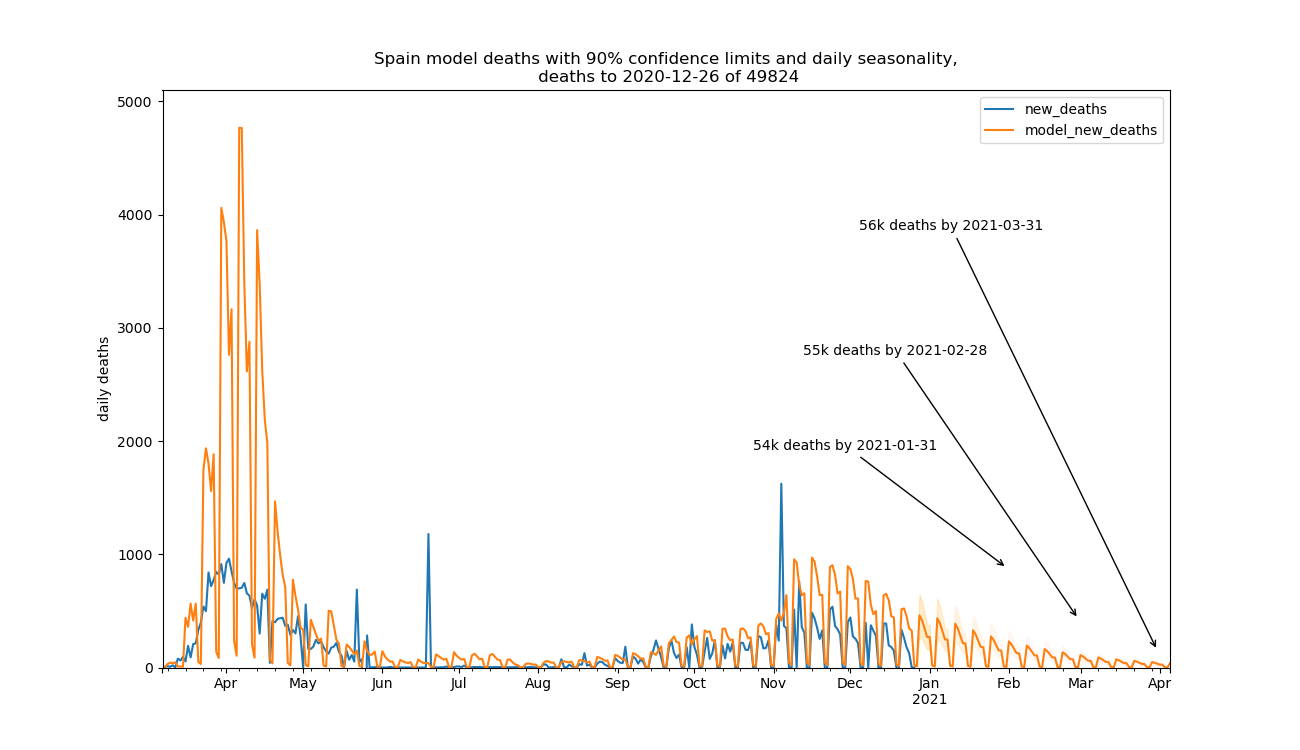 Spain model deaths with 90% confidence limits and daily seasonality,
deaths to 2020-12-26 of 49824
new_deaths
model_new_deaths
daily deaths
5000
4000
3000
2000
1000
0
56k deaths by 2021-03-31
55k deaths by 2021-02-28
54k deaths by 2021-01-31
Apr May Jun Jul Aug Sep Oct Nov Dec Jan Feb Mar Apr
2021